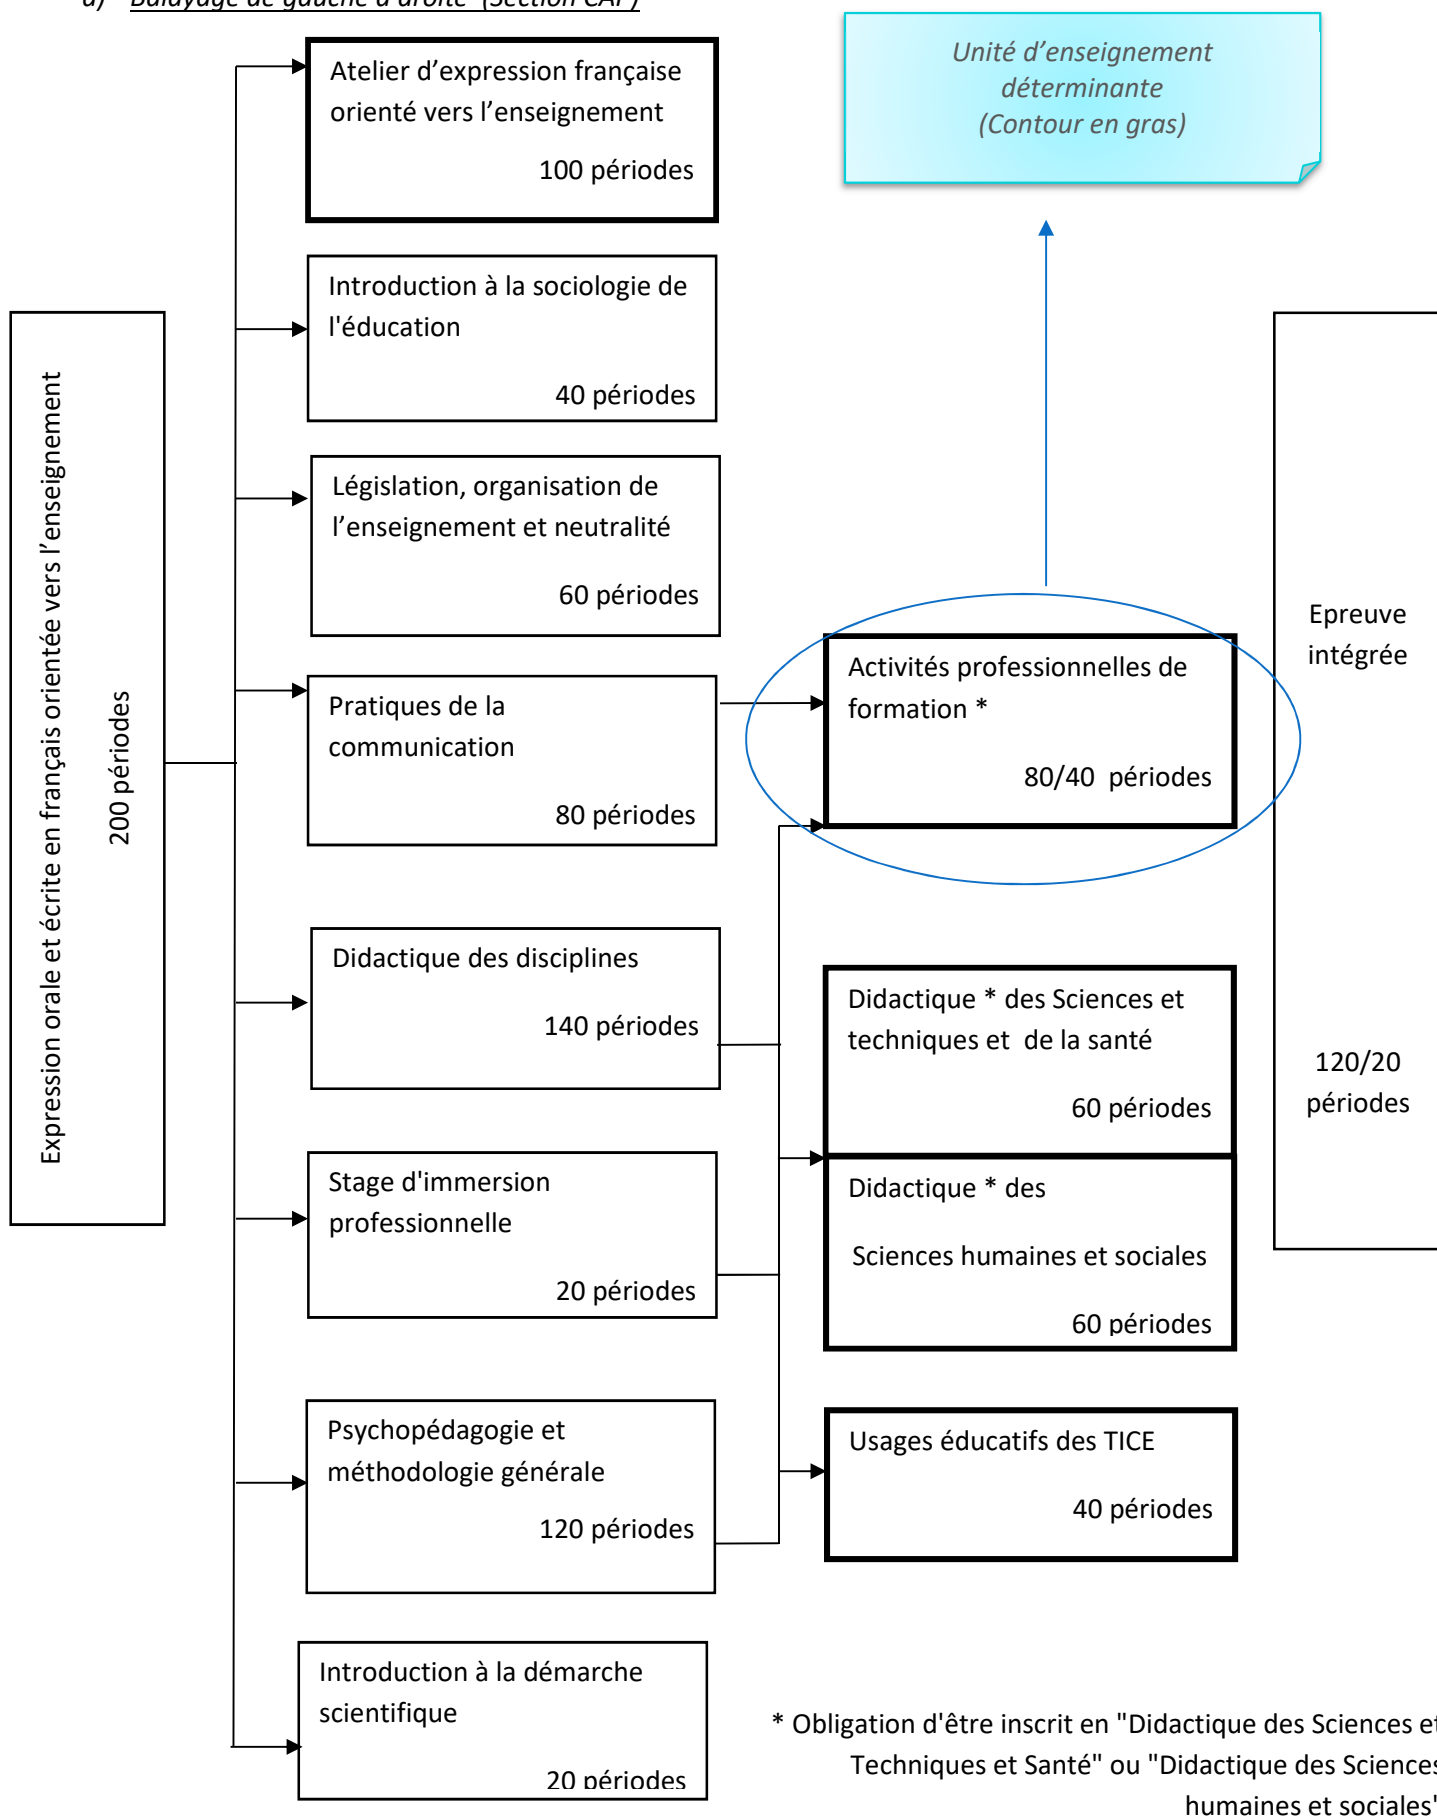 a) Balayage de gauche à droite (Section CAP)
Unité d’enseignement
déterminante
(Contour en gras)
Expression orale et écrite en français orientée vers l’enseignement
200 périodes
Atelier d’expression française
orienté vers l’enseignement
100 périodes
Introduction à la sociologie de
l'éducation
40 périodes
Législation, organisation de
l’enseignement et neutralité
60 périodes
Pratiques de la
communication
80 périodes
Didactique des disciplines
140 périodes
Stage d'immersion
professionnelle
20 périodes
Psychopédagogie et
méthodologie générale
120 périodes
Introduction à la démarche
scientifique
20 périodes
Activités professionnelles de
formation *
80/40 périodes
Didactique * des Sciences et
techniques et de la santé
60 périodes
Didactique * des
Sciences humaines et sociales
60 périodes
Usages éducatifs des TICE
40 périodes
Epreuve
intégrée
120/20
périodes
* Obligation d'être inscrit en "Didactique des Sciences et
Techniques et Santé" ou "Didactique des Sciences
humaines et sociales"